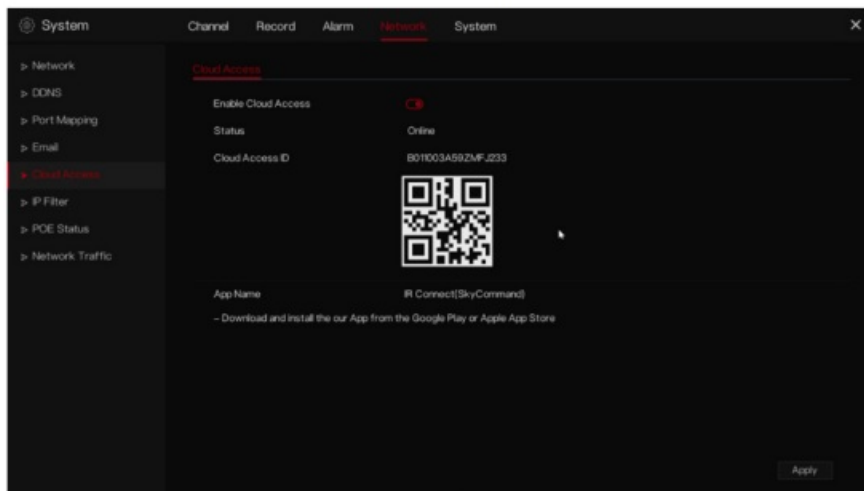 System
Channel Record Alarm Network System
Network
DDNS
Port Mapping
Email
Cloud Access
IP Filter
POE Status
Network Traffic
Cloud Access
Enable Cloud Access
Status Online
Cloud Access ID B011003A59ZMFJ233
App Name IR Connect(SkyCommand)
– Download and install the our App from the Google Play or Apple App Store
Apply